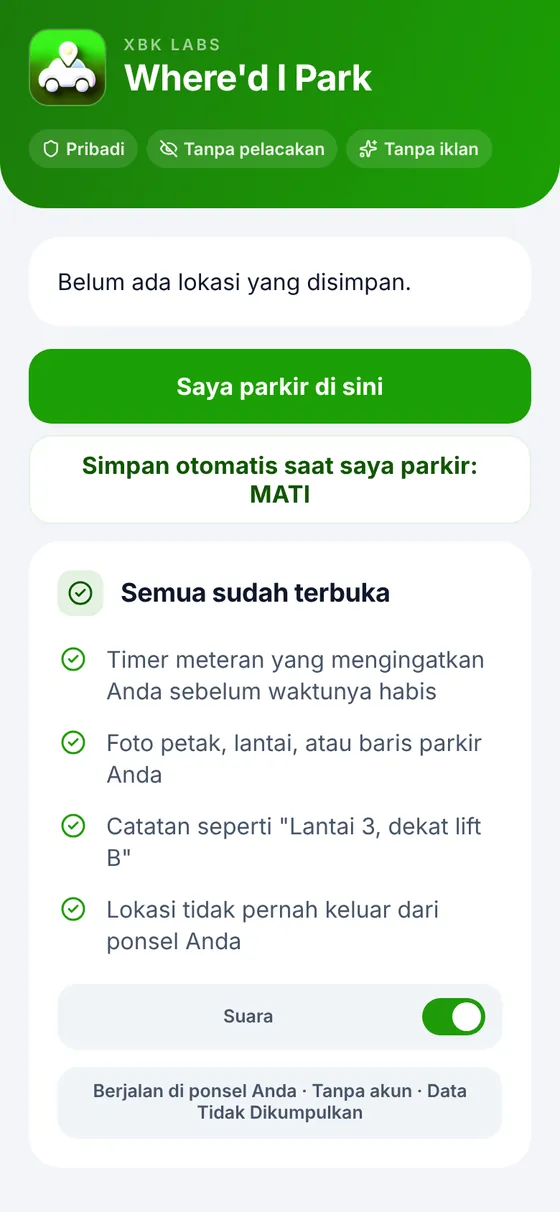 XBK LABS
Where'd I Park
Pribadi
Tanpa pelacakan
Tanpa iklan
Belum ada lokasi yang disimpan.
Saya parkir di sini
Simpan otomatis saat saya parkir:
MATI
Semua sudah terbuka
Timer meteran yang mengingatkan
Anda sebelum waktunya habis
Foto petak, lantai, atau baris parkir
Anda
Catatan seperti "Lantai 3, dekat lift
B"
Lokasi tidak pernah keluar dari
ponsel Anda
Suara
Berjalan di ponsel Anda · Tanpa akun · Data
Tidak Dikumpulkan